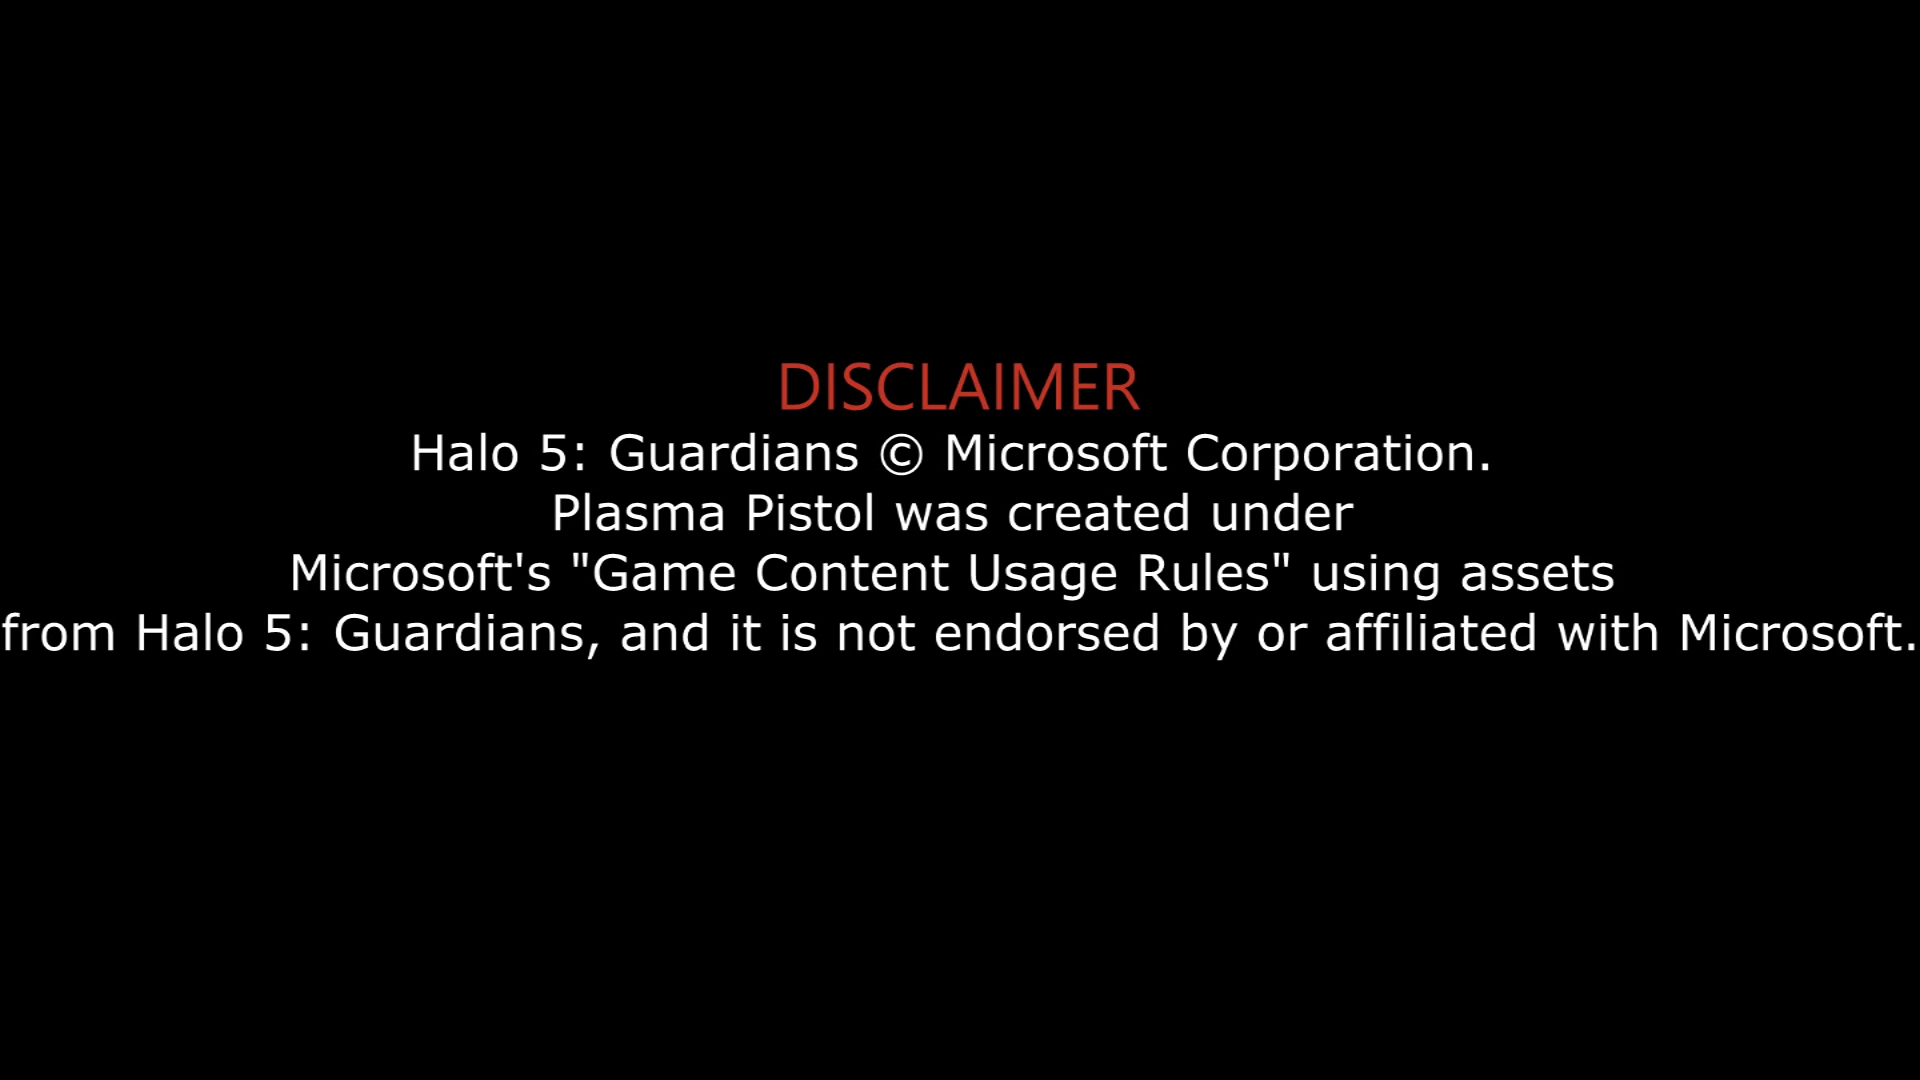 DISCLAIMER
Halo 5: Guardians © Microsoft Corporation.
Plasma Pistol was created under
Microsoft's "Game Content Usage Rules" using assets
from Halo 5: Guardians, and it is not endorsed by or affiliated with Microsoft.